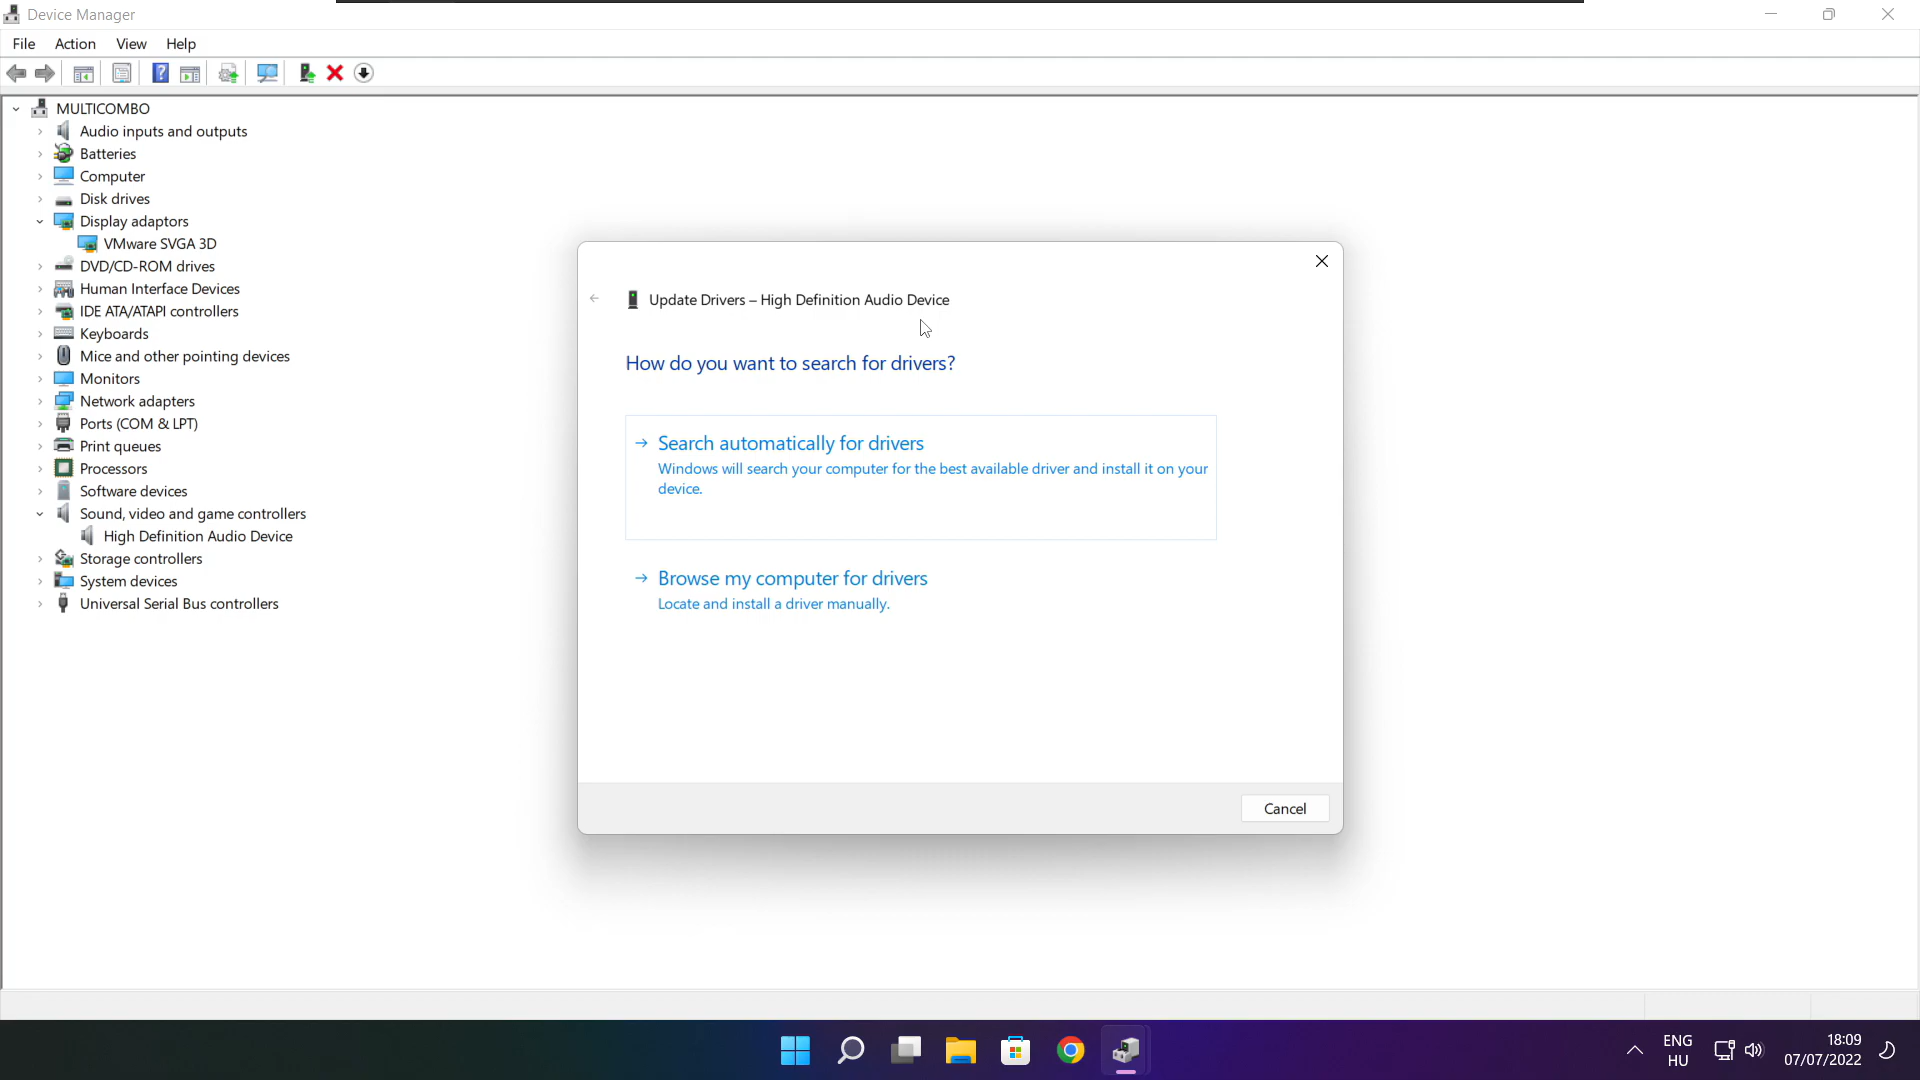 Device Manager
File Action View Help
MULTICOMBO
Audio inputs and outputs
Batteries
Computer
Disk drives
Display adaptors
VMware SVGA 3D
DVD/CD-ROM drives
Human Interface Devices
IDE ATA/ATAPI controllers
Keyboards
Mice and other pointing devices
Monitors
Network adapters
Ports (COM & LPT)
Print queues
Processors
Software devices
Sound, video and game controllers
High Definition Audio Device
Storage controllers
System devices
Universal Serial Bus controllers
Update Drivers – High Definition Audio Device
How do you want to search for drivers?
Search automatically for drivers
Windows will search your computer for the best available driver and install it on your
device.
Browse my computer for drivers
Locate and install a driver manually.
Cancel
ENG
HU
18:09
07/07/2022